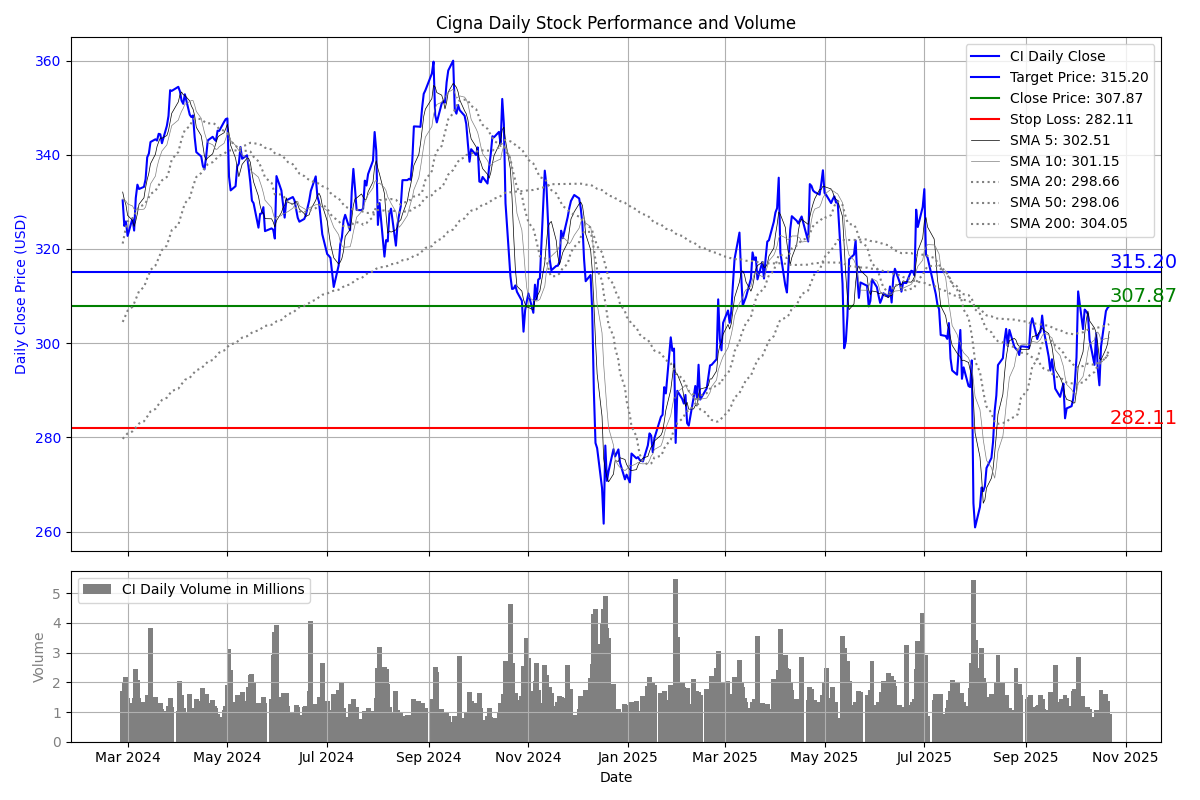 Cigna Daily Stock Performance and Volume
Daily Close Price (USD)
360
340
320
300
280
260
CI Daily Close
Target Price: 315.20
Close Price: 307.87
Stop Loss: 282.11
SMA 5: 302.51
SMA 10: 301.15
SMA 20: 298.66
SMA 50: 298.06
SMA 200: 304.05
315.20
307.87
282.11
Volume
5
4
3
2
1
0
CI Daily Volume in Millions
Mar 2024 May 2024 Jul 2024 Sep 2024 Nov 2024 Jan 2025 Mar 2025 May 2025 Jul 2025 Sep 2025 Nov 2025
Date